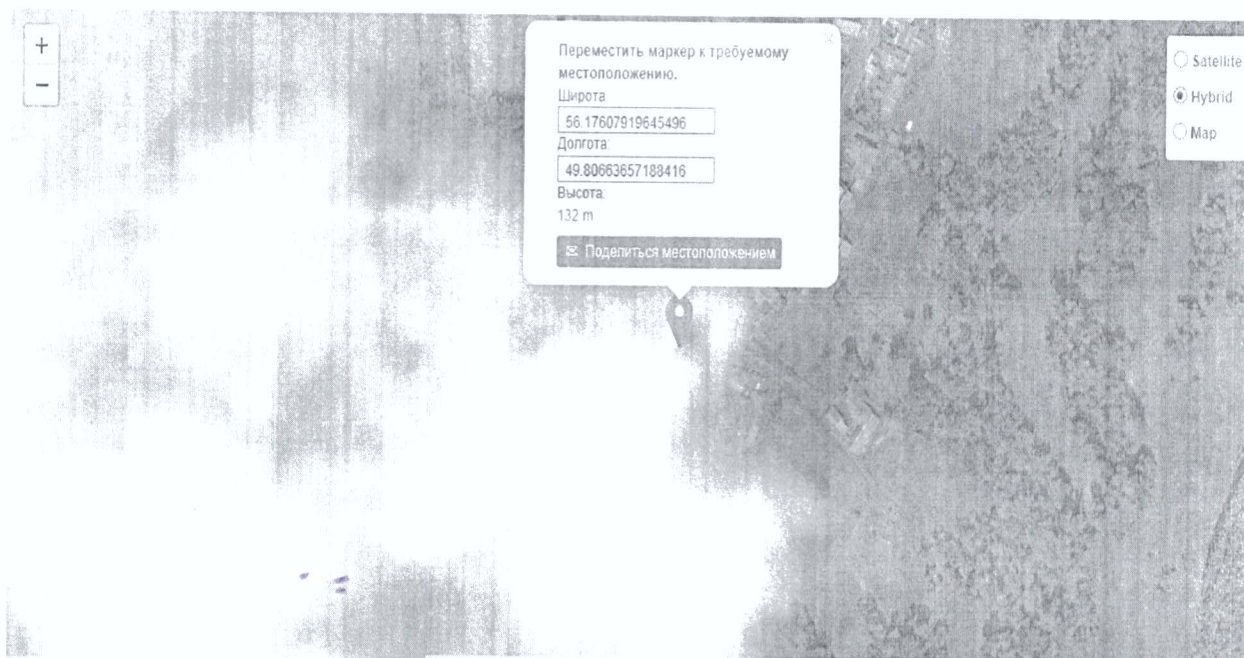 +
−
Переместить маркер к требуемому
местоположению.
Широта
56.17607919645496
Долгота:
49.80663657188416
Высота:
132 m
Поделиться местоположением
Satellite
Hybrid
Map